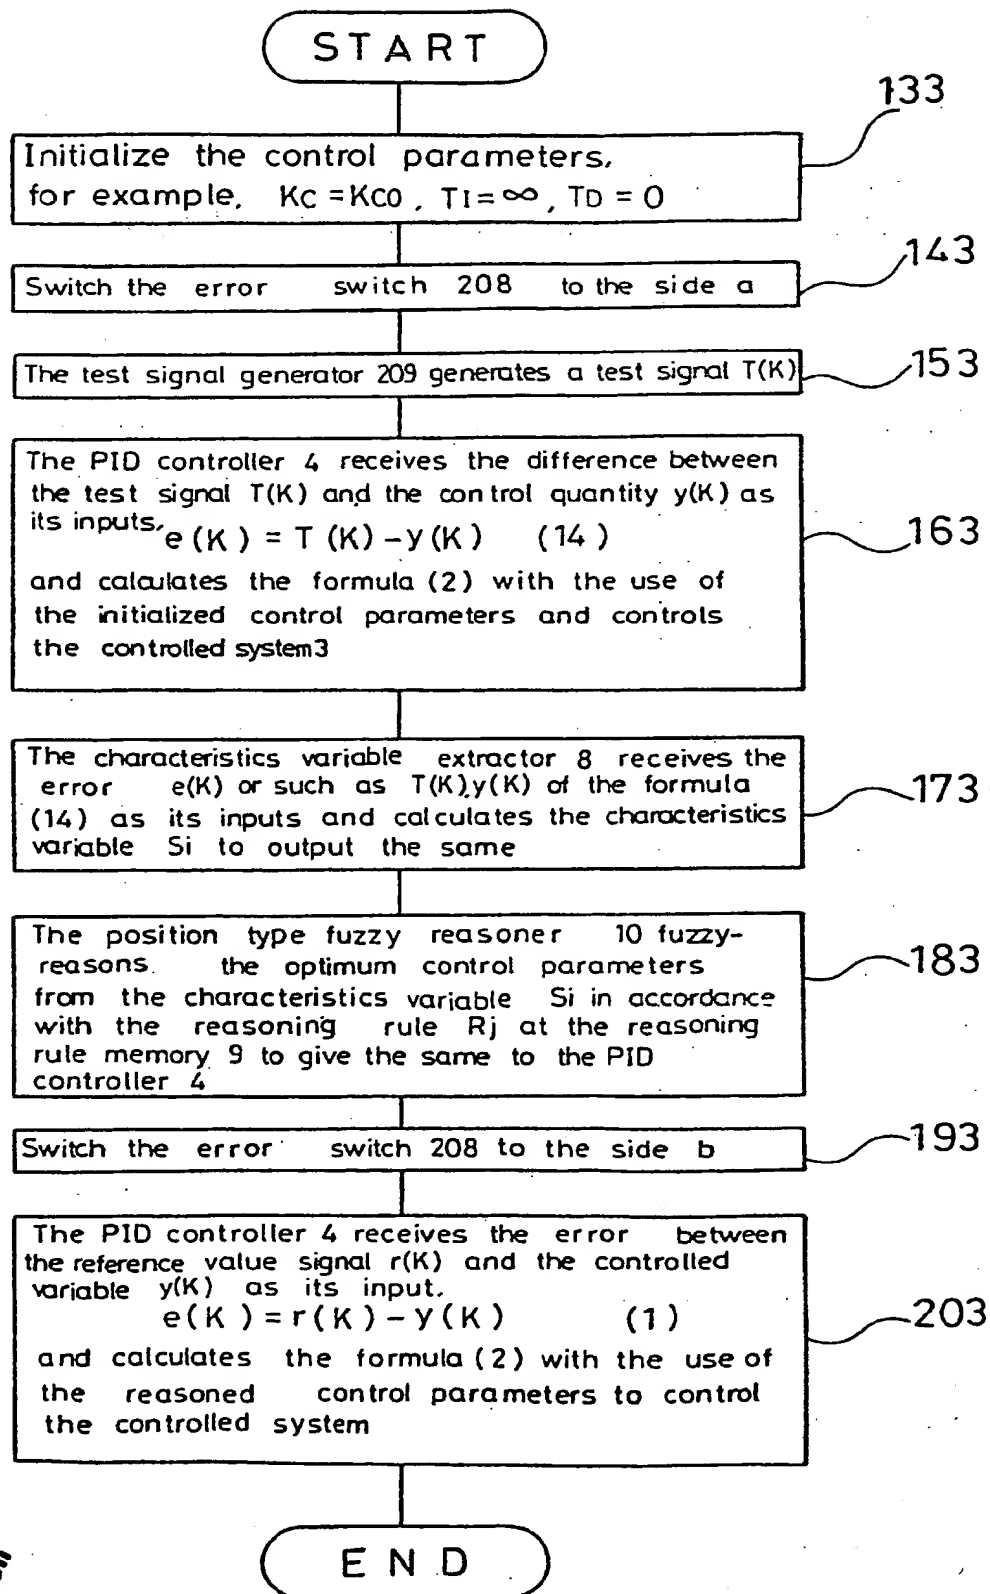 START
133
Initialize the control parameters,
for example, Kc = Kco, TI = ∞, TD = 0
143
Switch the error switch 208 to the side a
153
The test signal generator 209 generates a test signal T(K)
The PID controller 4 receives the difference between
the test signal T(K) and the control quantity y(K) as
its inputs,
e(K) = T(K) - y(K) (14)
163
and calculates the formula (2) with the use of
the initialized control parameters and controls
the controlled system3
The characteristics variable extractor 8 receives the
error e(K) or such as T(K),y(K) of the formula
173
(14) as its inputs and calculates the characteristics
variable Si to output the same
The position type fuzzy reasoner 10 fuzzy-
reasons. the optimum control parameters
183
from the characteristics variable Si in accordance
with the reasoning rule Rj at the reasoning
rule memory 9 to give the same to the PID
controller 4
193
Switch the error switch 208 to the side b
The PID controller 4 receives the error between
the reference value signal r(K) and the controlled
variable y(K) as its input.
e(K) = r(K) - y(K) (1)
203
and calculates the formula (2) with the use of
the reasoned control parameters to control
the controlled system
END